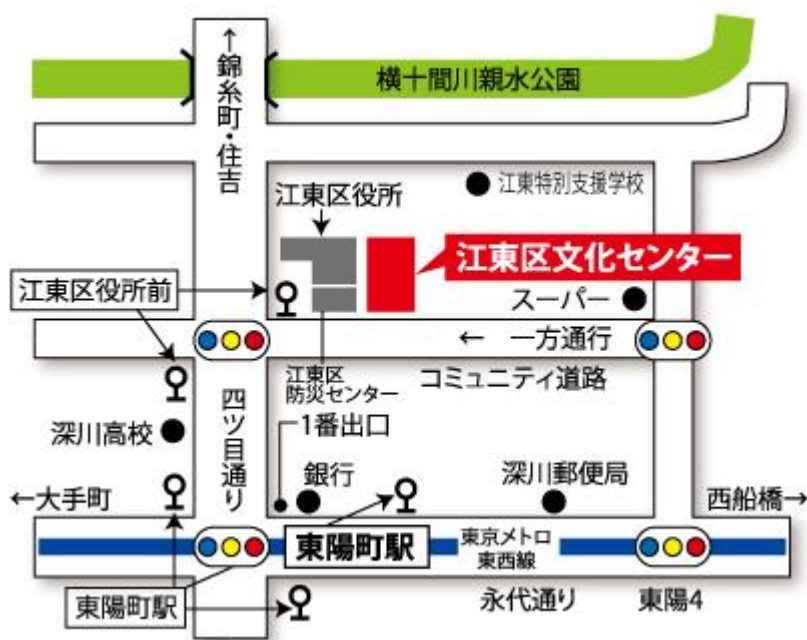 ↑錦糸町・住吉
横十間川親水公園
江東特別支援学校
江東区役所
江東区文化センター
江東区役所前
スーパー
← 一方通行
江東区
防災センター
コミュニティ道路
四ツ目通り
1番出口
深川高校
銀行
深川郵便局
←大手町
西船橋→
東陽町駅
東京メトロ
東西線
東陽町駅
永代通り
東陽4